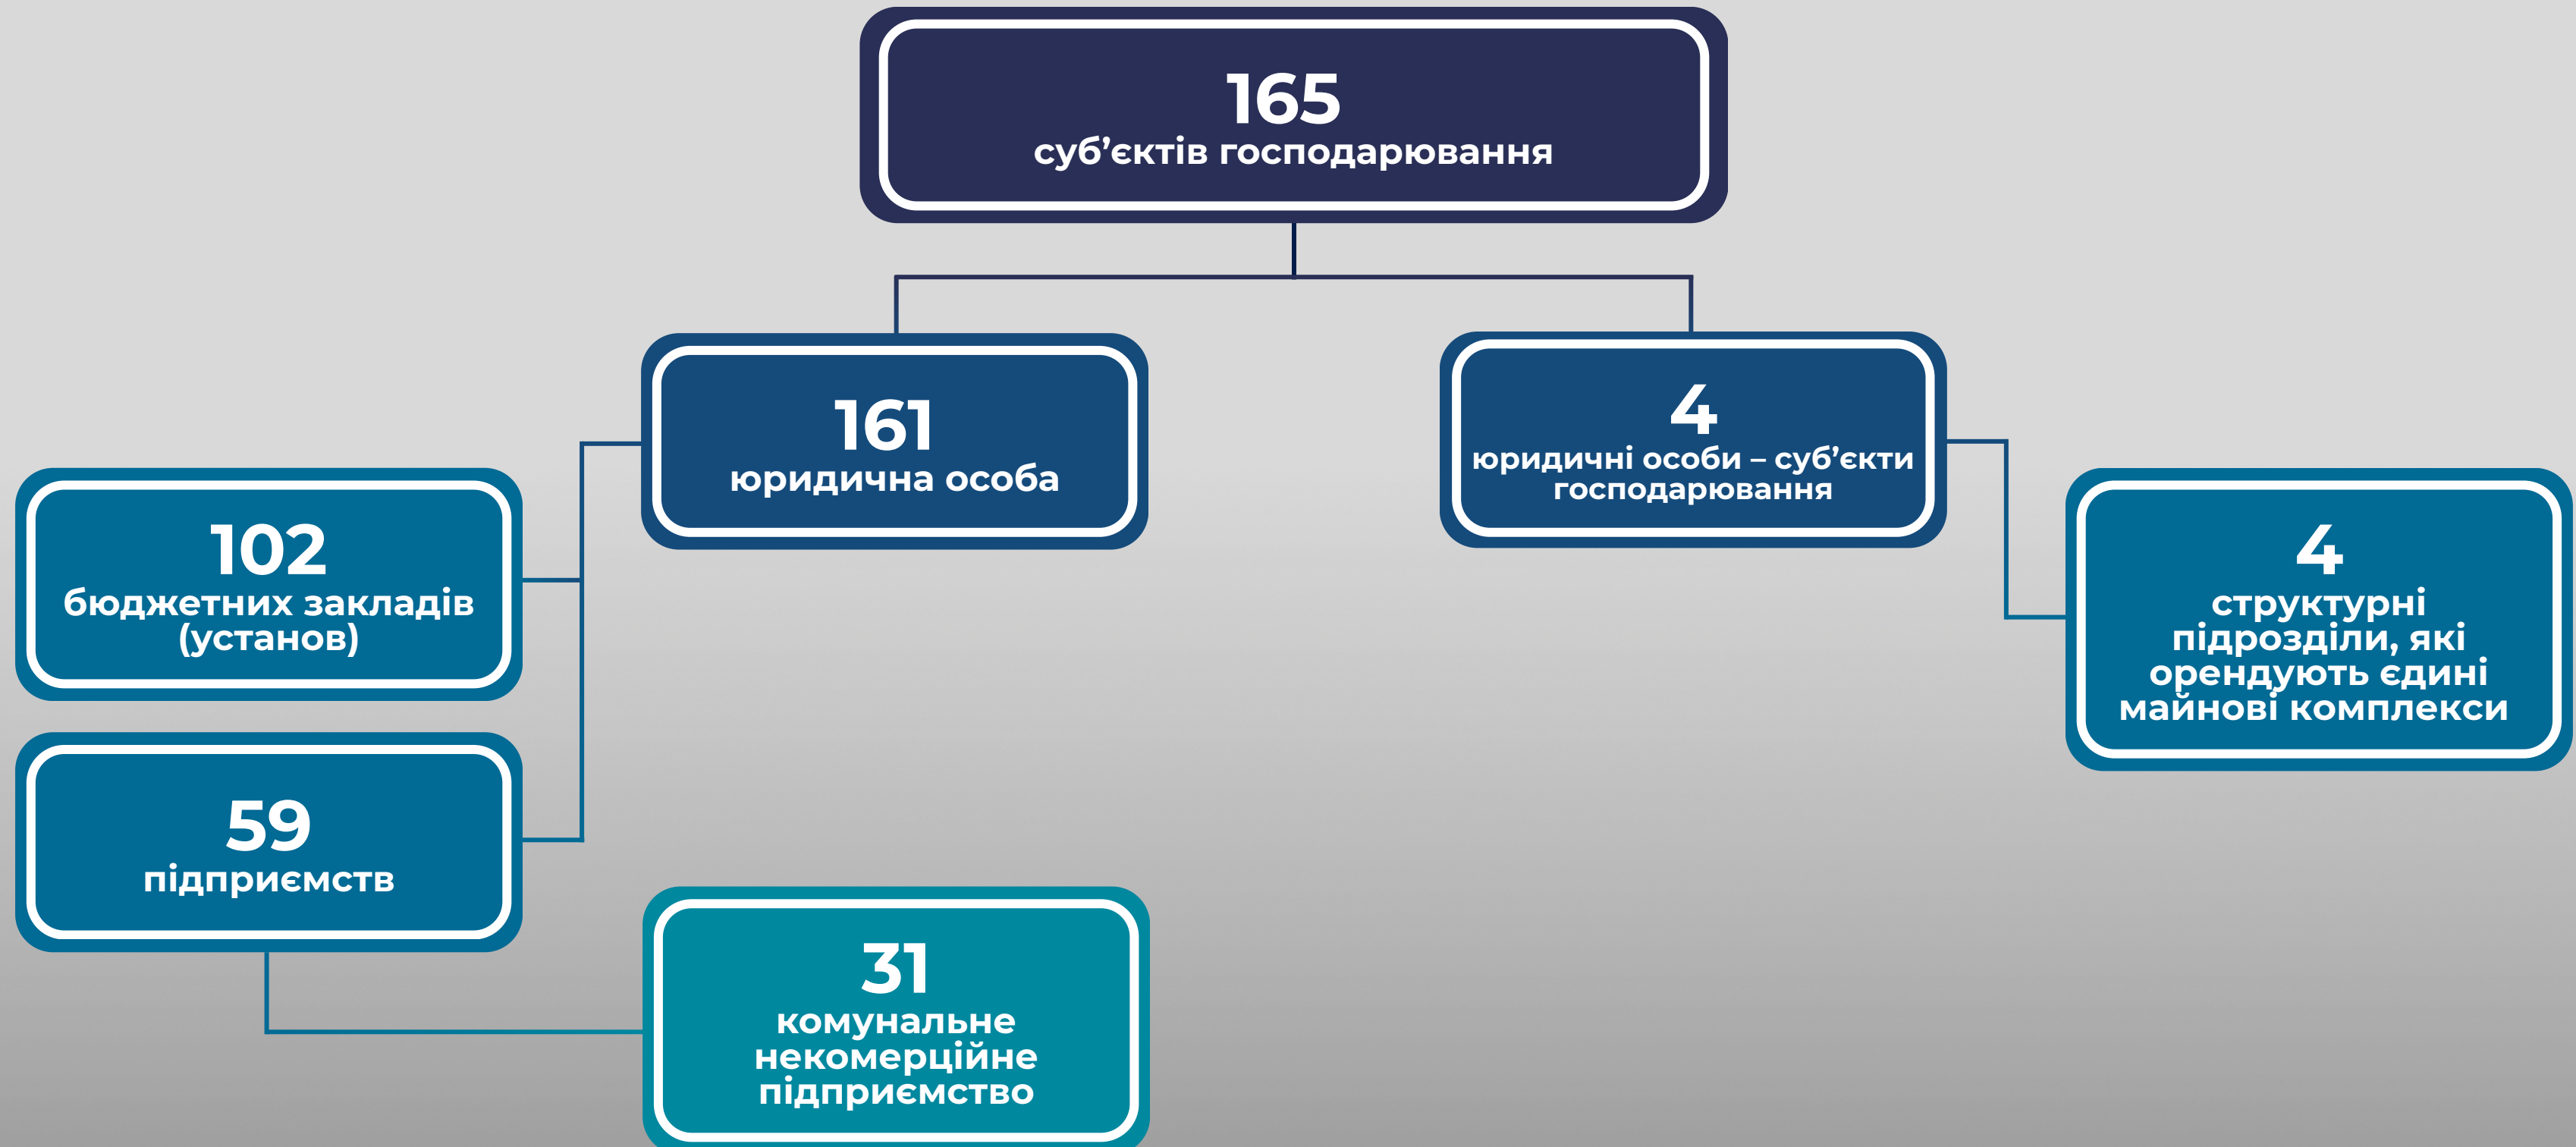 165
суб’єктів господарювання
161
юридична особа
4
юридичні особи – суб’єкти
господарювання
102
бюджетних закладів
(установ)
4
структурні
підрозділи, які
орендують єдині
майнові комплекси
59
підприємств
31
комунальне
некомерційне
підприємство